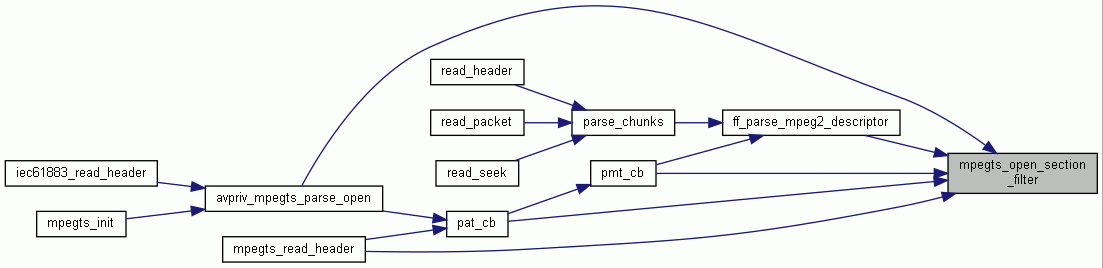 read_header
read_packet
parse_chunks
ff_parse_mpeg2_descriptor
iec61883_read_header
read_seek
pmt_cb
mpegts_open_section
_filter
avpriv_mpegts_parse_open
mpegts_init
pat_cb
mpegts_read_header